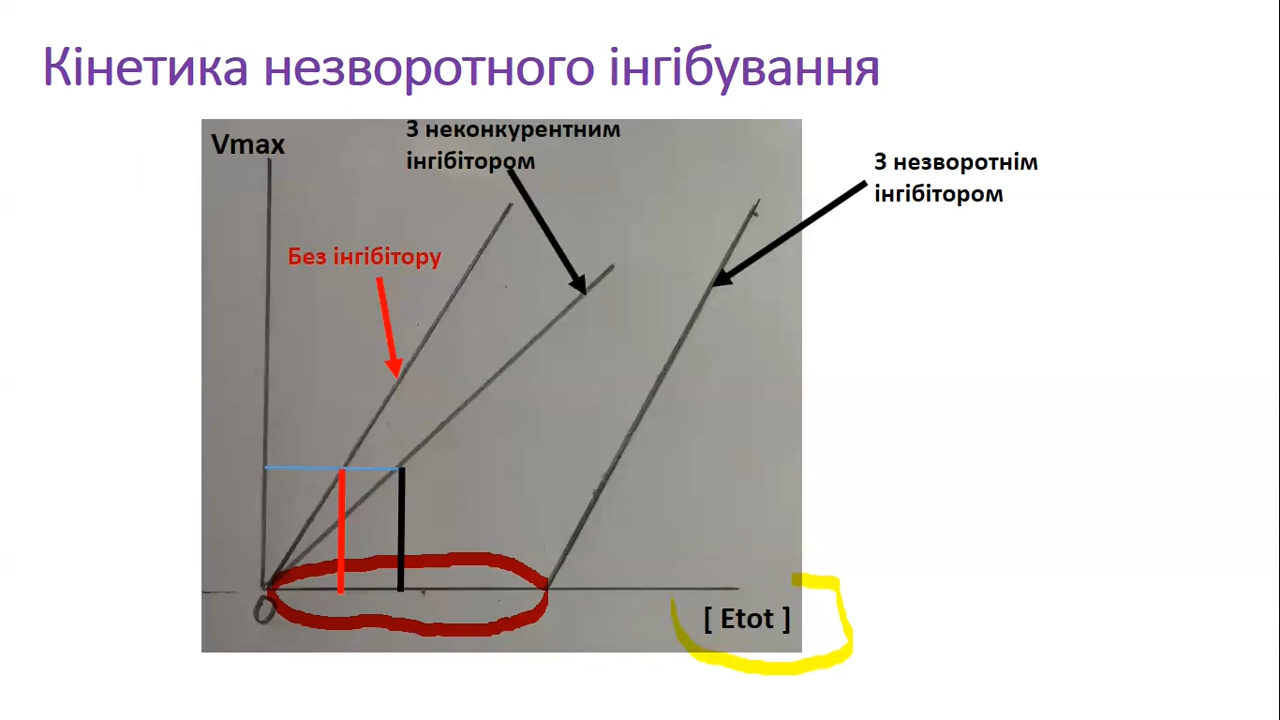 Кінетика незворотного інгібування
Vmax
З неконкурентним
інгібітором
З незворотнім
інгібітором
Без інгібітору
0
[ Etot ]